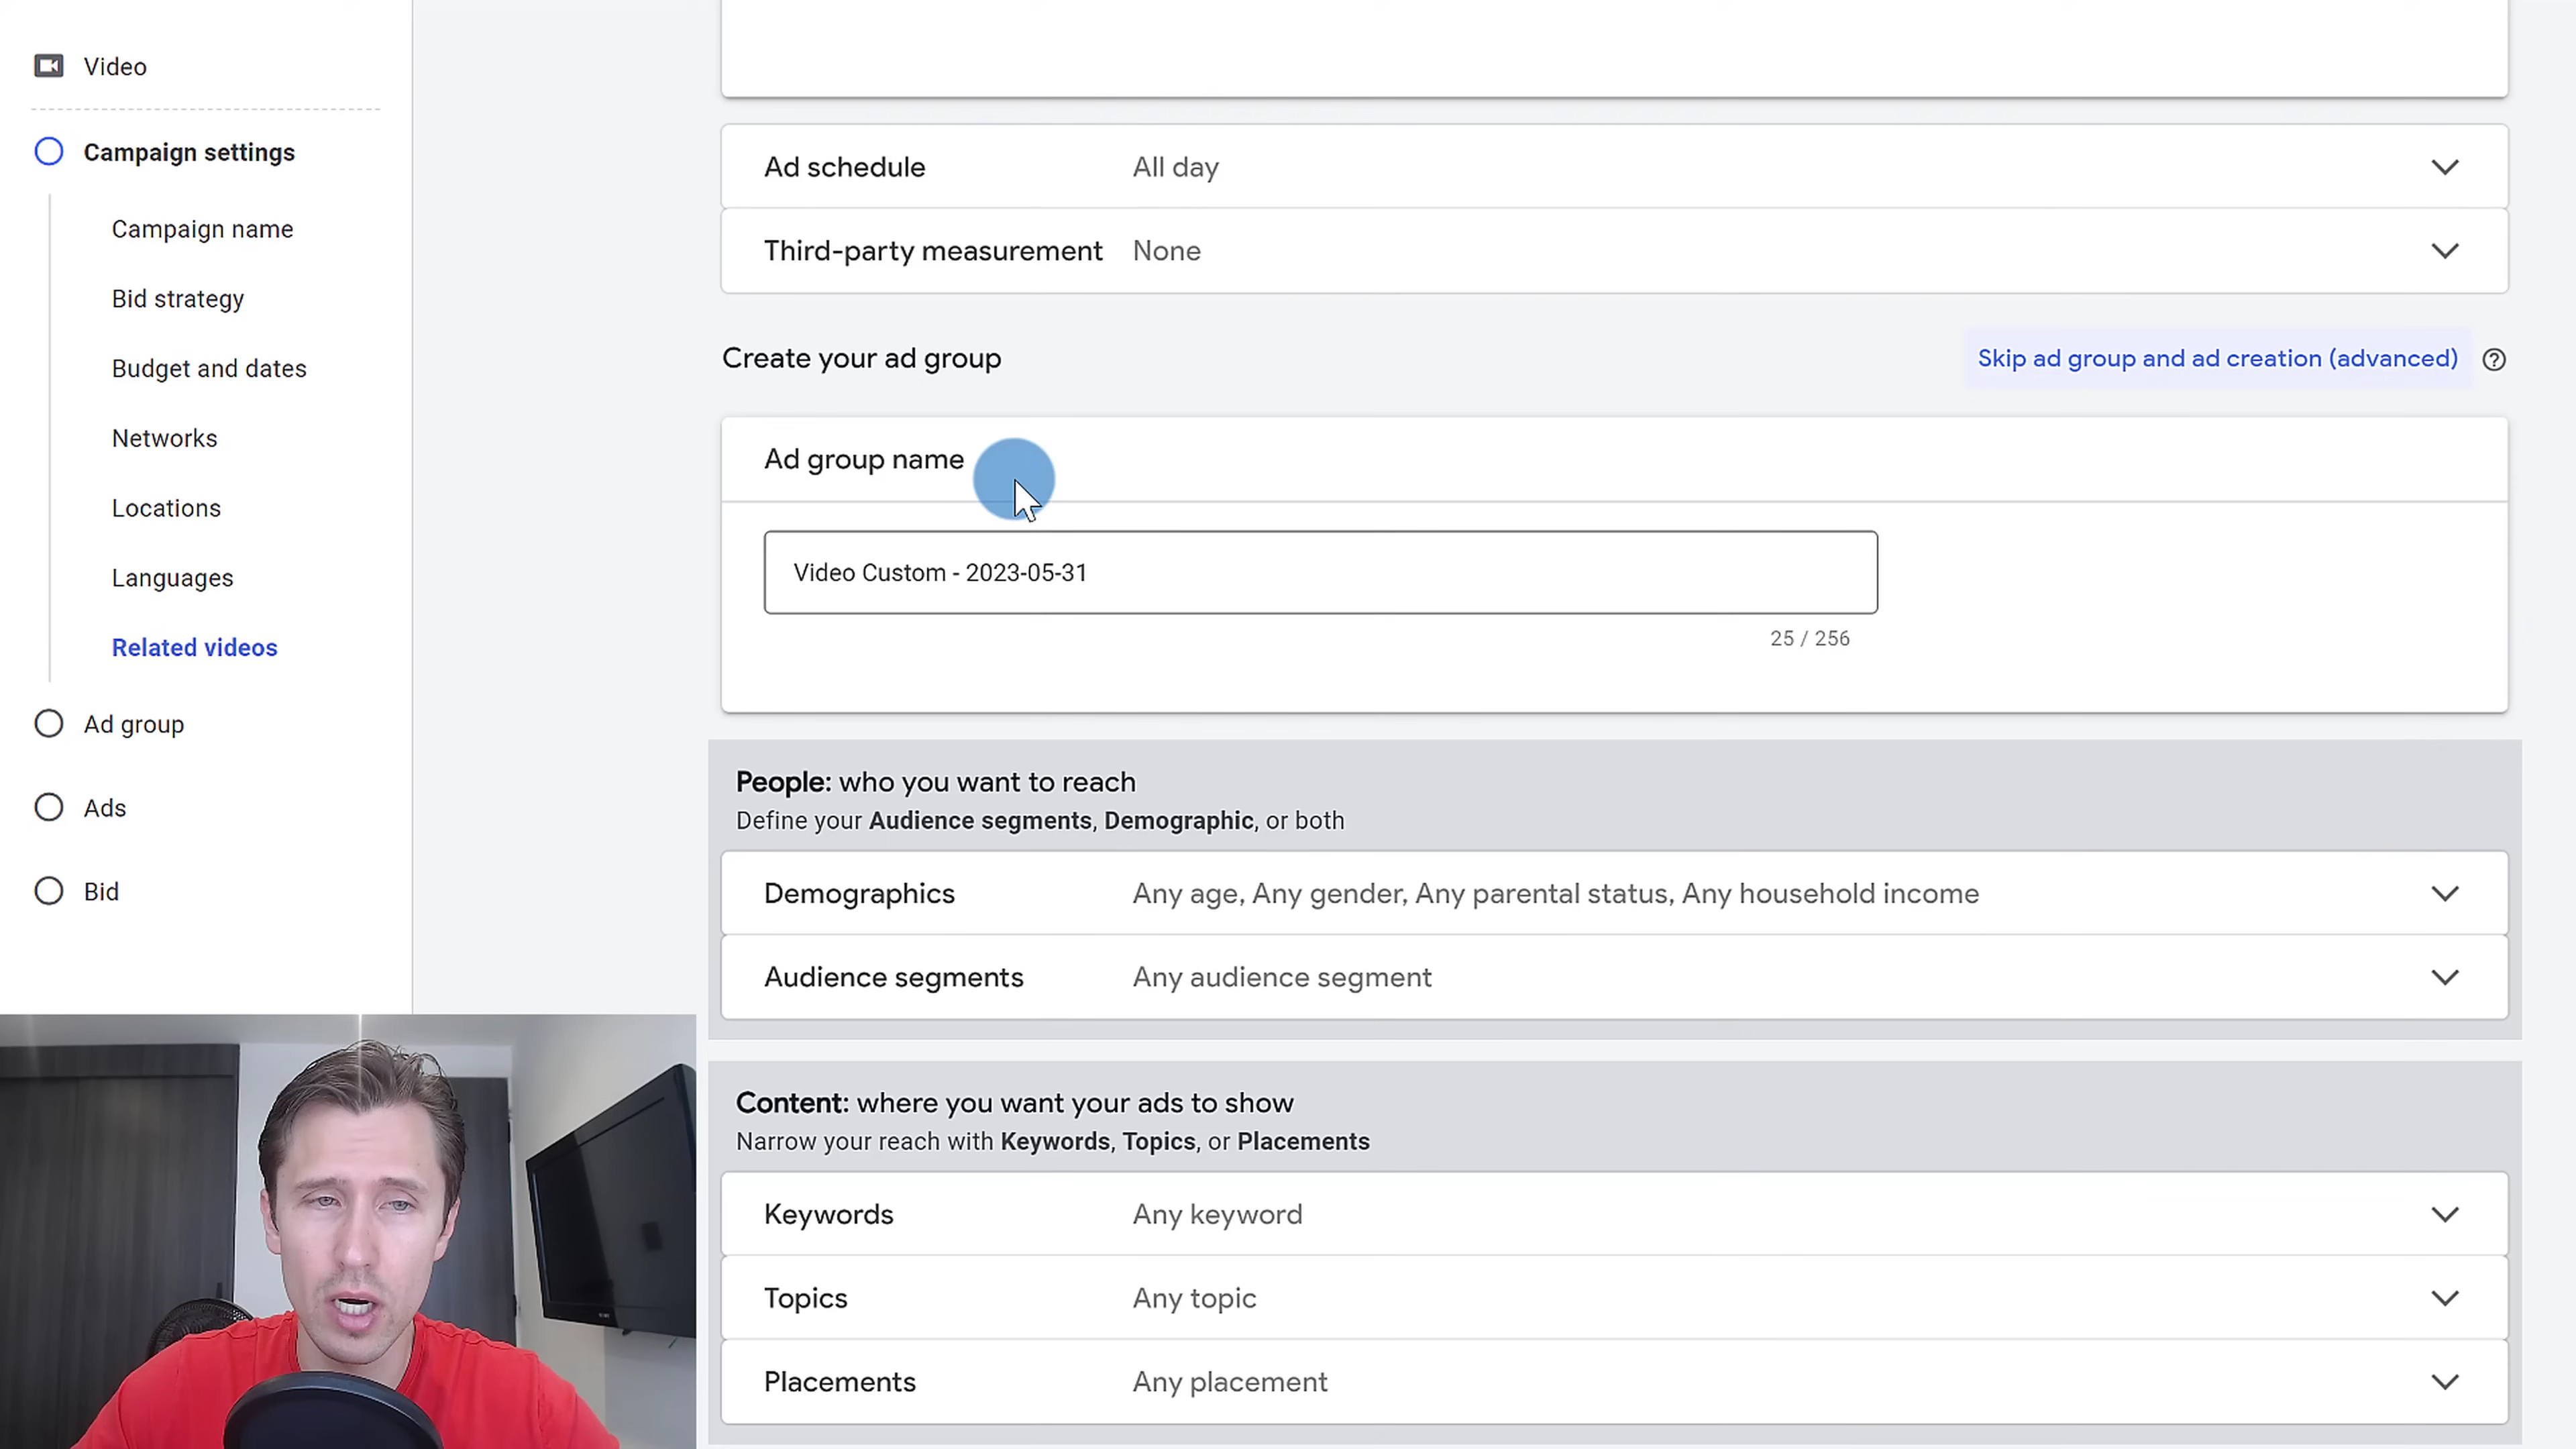 Video
Campaign settings
Campaign name
Bid strategy
Budget and dates
Networks
Locations
Languages
Related videos
Ad group
Ads
Bid
Ad schedule All day
Third-party measurement None
Create your ad group Skip ad group and ad creation (advanced)
Ad group name
Video Custom - 2023-05-31
25 / 256
People: who you want to reach
Define your Audience segments, Demographic, or both
Demographics Any age, Any gender, Any parental status, Any household income
Audience segments Any audience segment
Content: where you want your ads to show
Narrow your reach with Keywords, Topics, or Placements
Keywords Any keyword
Topics Any topic
Placements Any placement